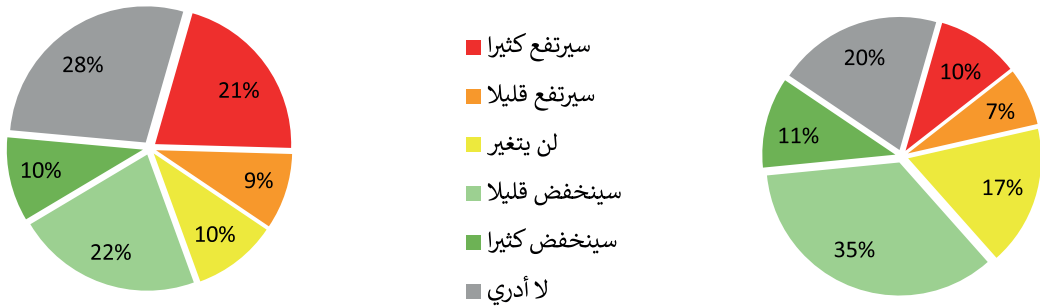 28%
21%
10%
9%
22%
10%
سيرتفع كثيرا
سيرتفع قليلا
لن يتغير
سينخفض قليلا
سينخفض كثيرا
لا أدري
20%
10%
7%
11%
17%
35%